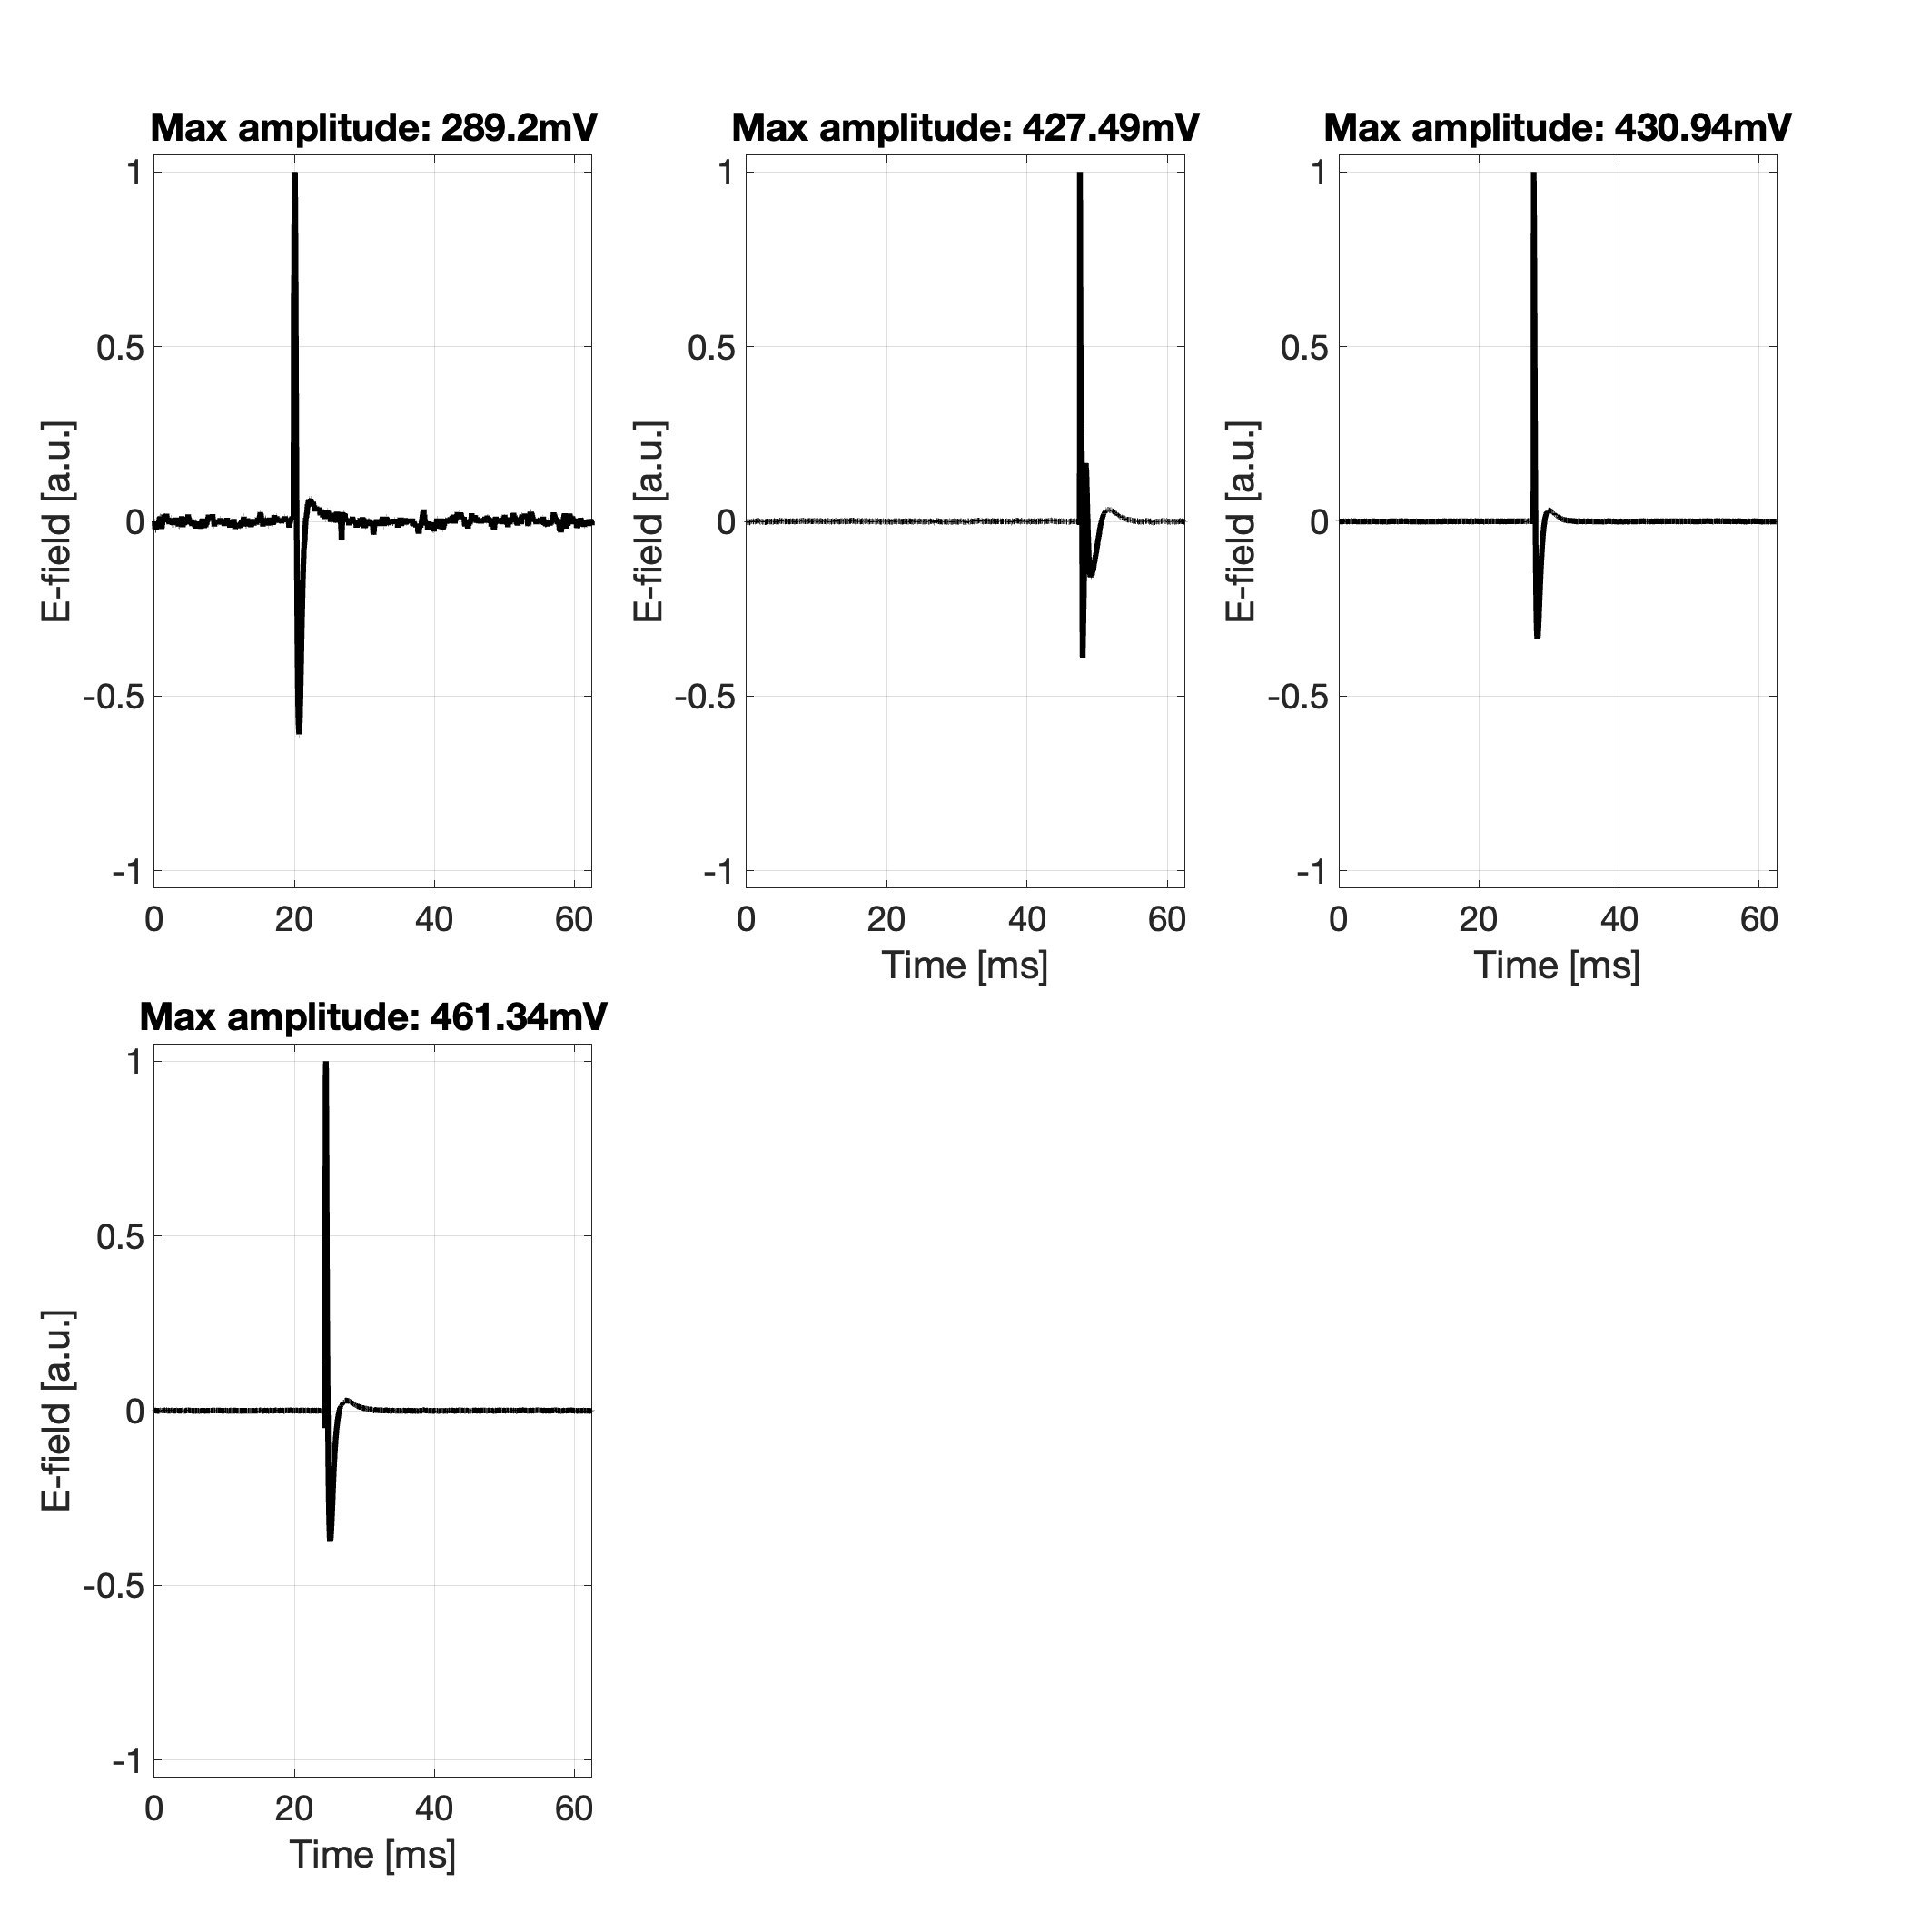 Max amplitude: 289.2mV
1
0.5
0
-0.5
-1
E-field [a.u.]
0 20 40 60
Max amplitude: 427.49mV
1
0.5
0
-0.5
-1
E-field [a.u.]
0 20 40 60
Time [ms]
Max amplitude: 430.94mV
1
0.5
0
-0.5
-1
E-field [a.u.]
0 20 40 60
Time [ms]
Max amplitude: 461.34mV
1
0.5
0
-0.5
-1
E-field [a.u.]
0 20 40 60
Time [ms]